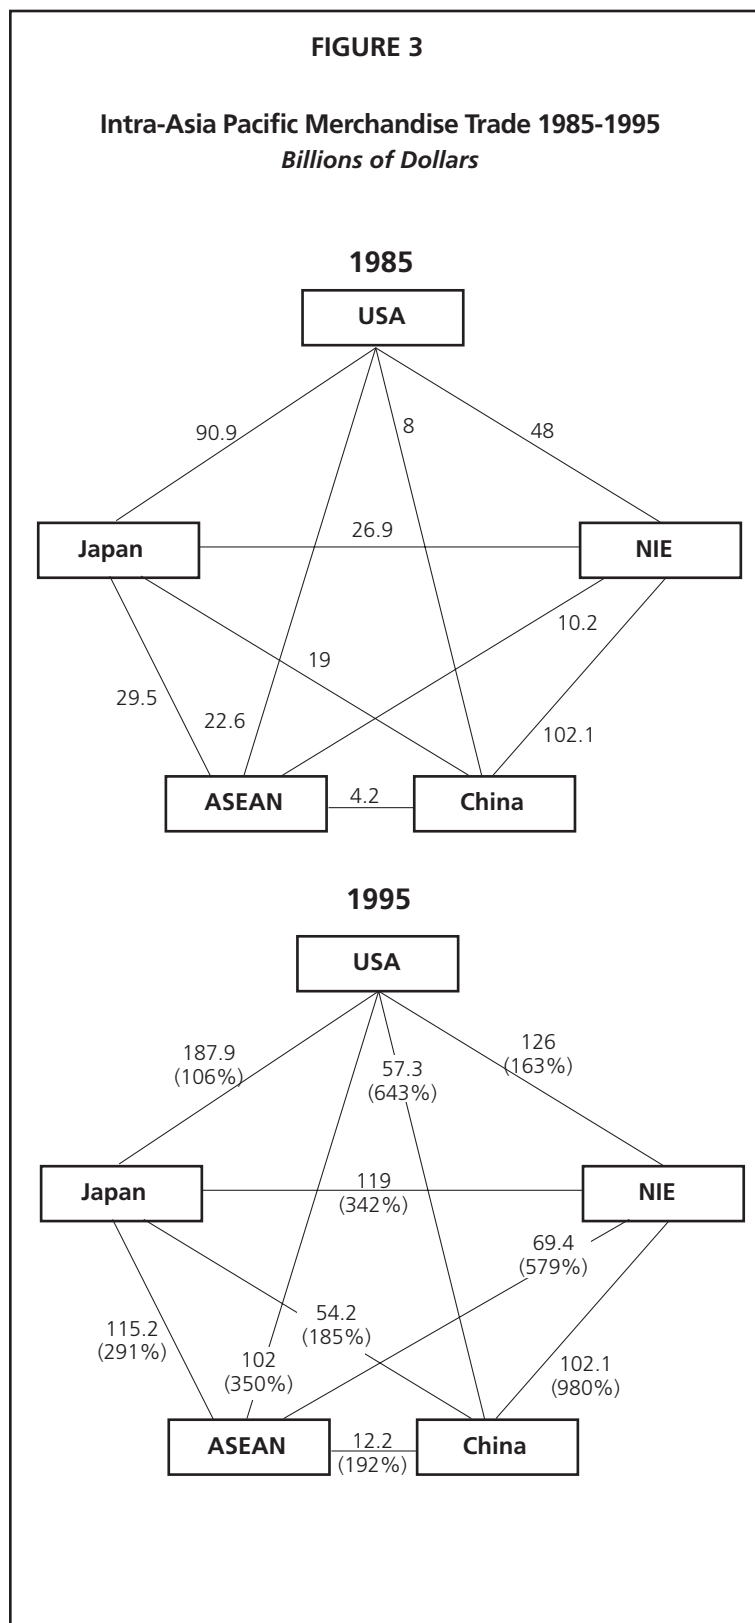 FIGURE 3
Intra-Asia Pacific Merchandise Trade 1985-1995
Billions of Dollars
1985
USA
90.9
8
48
Japan
26.9
NIE
29.5
22.6
19
10.2
102.1
ASEAN
4.2
China
1995
USA
187.9
(106%)
57.3
(643%)
126
(163%)
Japan
119
(342%)
NIE
69.4
(579%)
115.2
(291%)
54.2
(185%)
102
(350%)
102.1
(980%)
ASEAN
12.2
(192%)
China